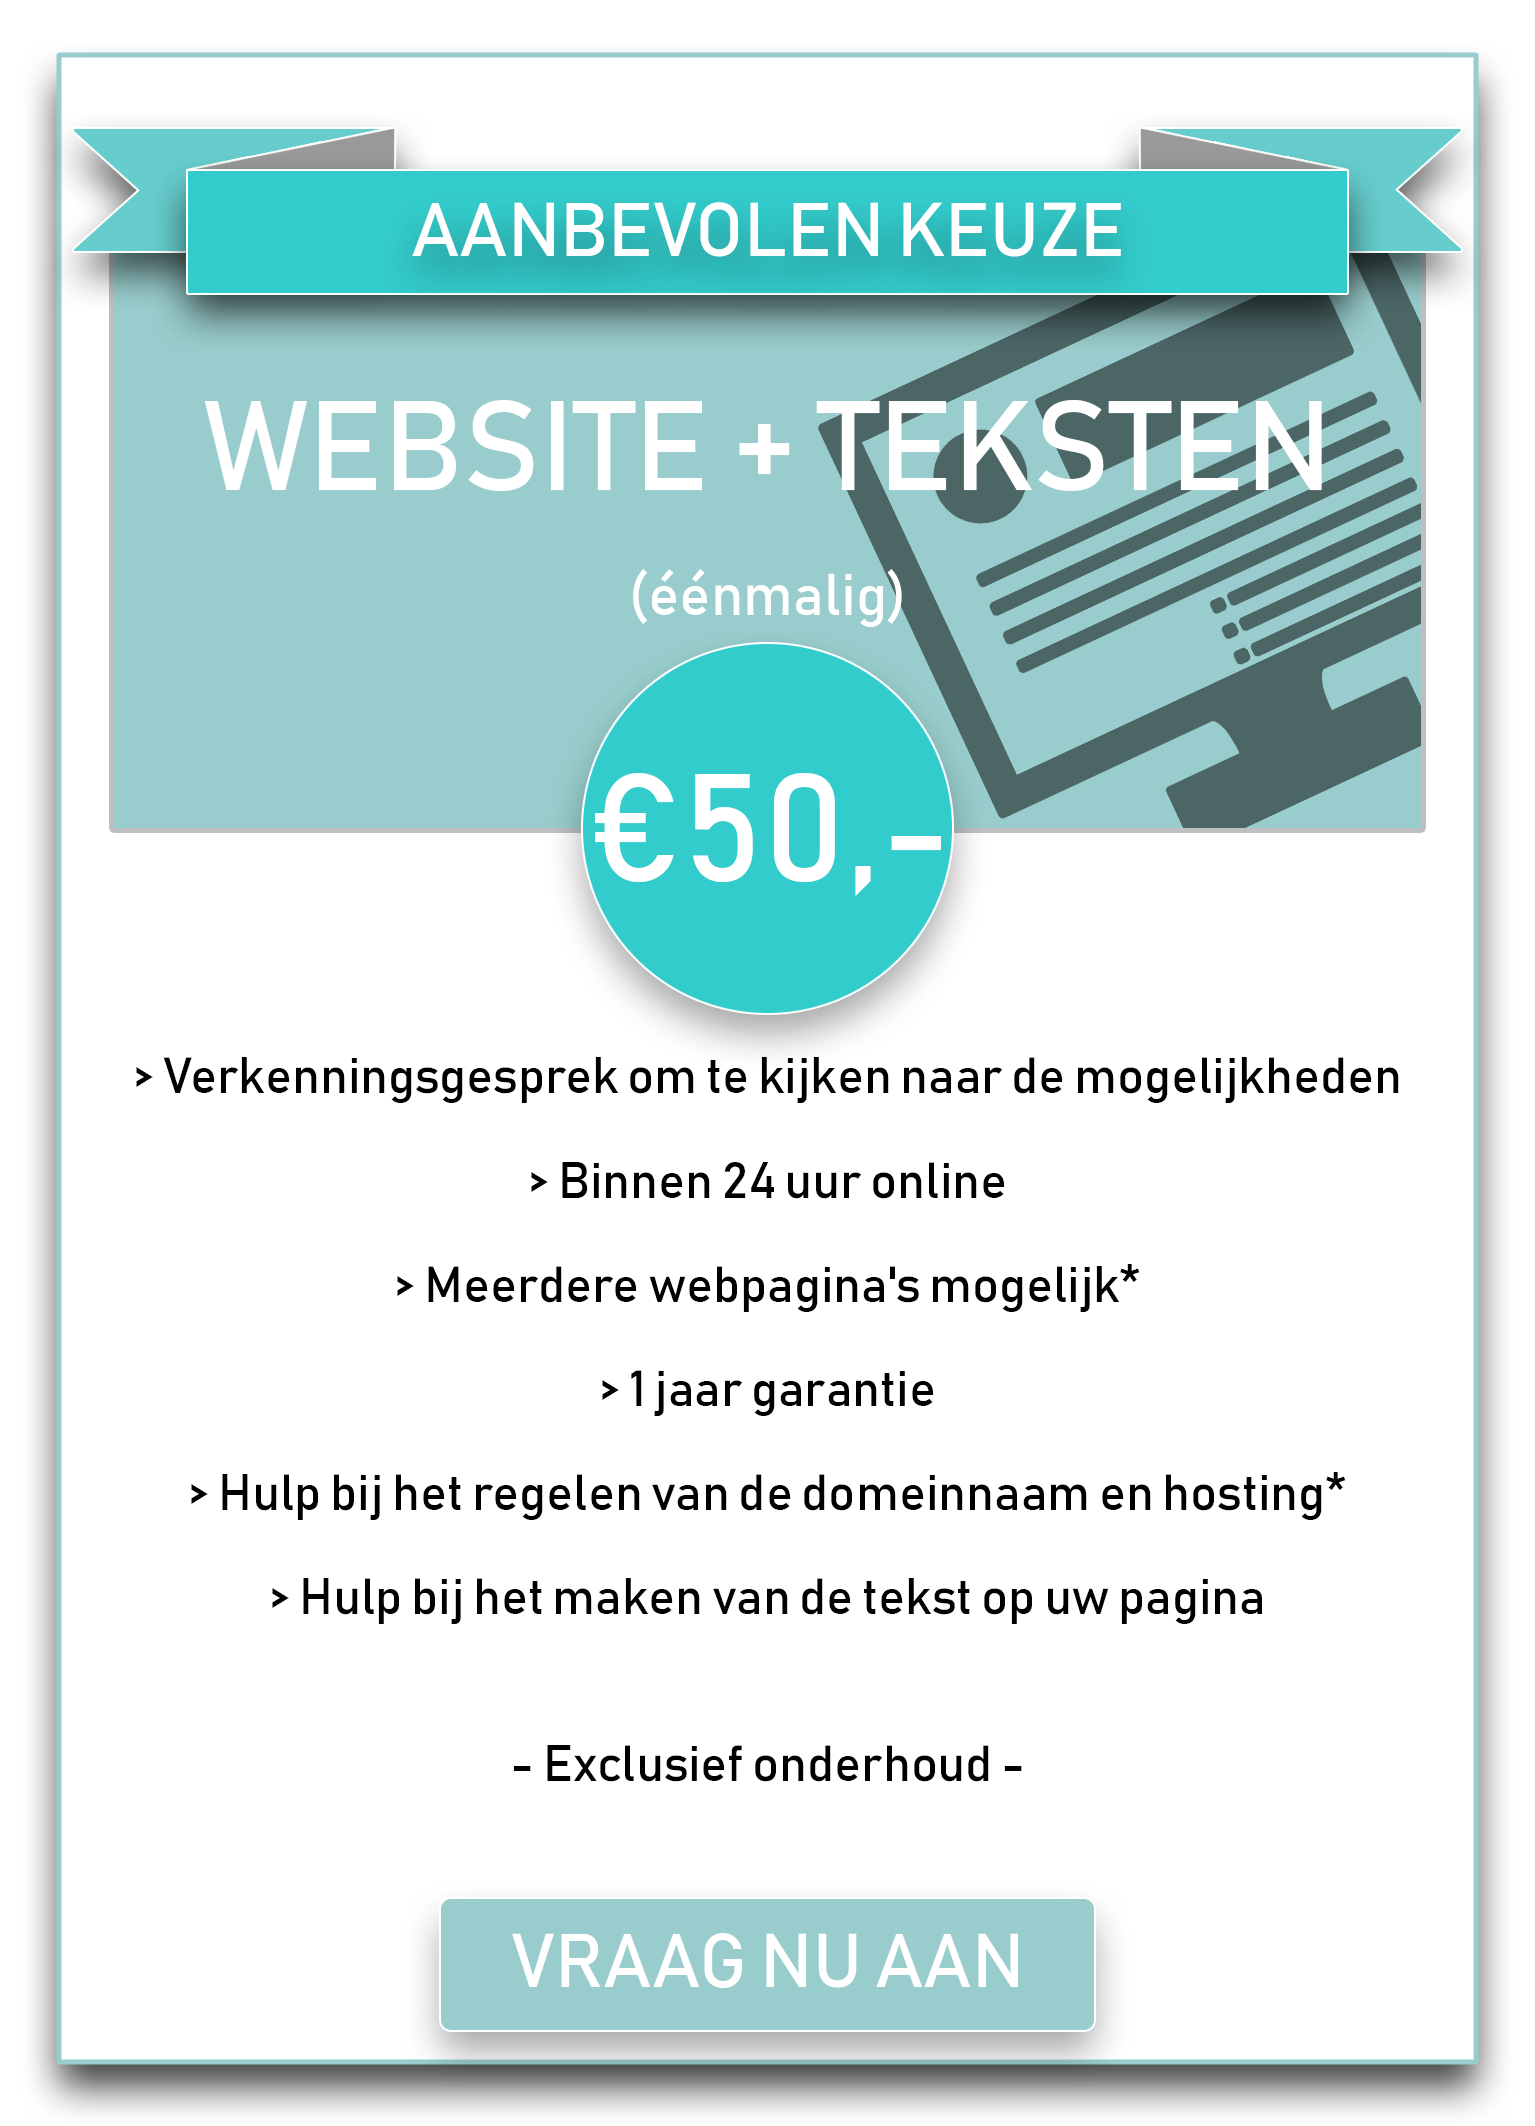 AANBEVOLEN KEUZE
WEBSITE + TEKSTEN
(éénmalig)
€50,-
> Verkenningsgesprek om te kijken naar de mogelijkheden
> Binnen 24 uur online
> Meerdere webpagina's mogelijk*
> 1 jaar garantie
> Hulp bij het regelen van de domeinnaam en hosting*
> Hulp bij het maken van de tekst op uw pagina
- Exclusief onderhoud -
VRAAG NU AAN